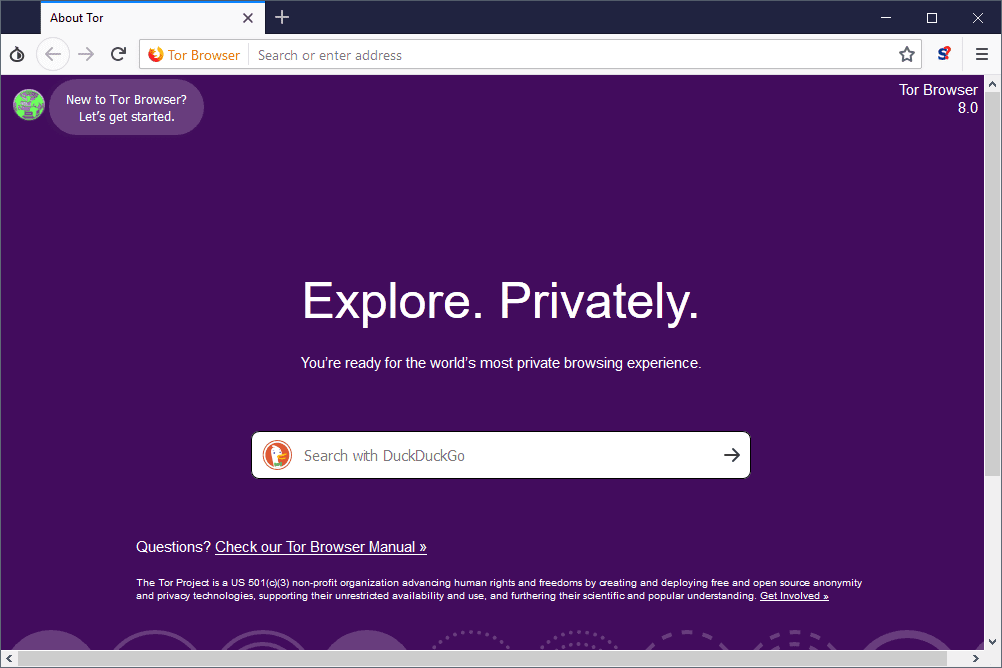 About Tor
Tor Browser
Search or enter address
S?
New to Tor Browser?
Let's get started.
Tor Browser
8.0
Explore. Privately.
You’re ready for the world’s most private browsing experience.
Search with DuckDuckGo
Questions? Check our Tor Browser Manual »
The Tor Project is a US 501(c)(3) non-profit organization advancing human rights and freedoms by creating and deploying free and open source anonymity
and privacy technologies, supporting their unrestricted availability and use, and furthering their scientific and popular understanding. Get Involved »